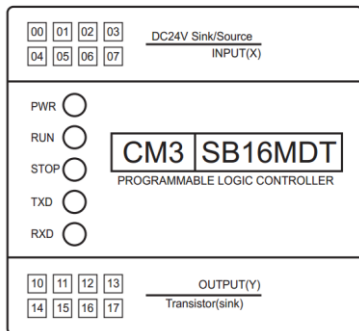 00 01 02 03 DC24V Sink/Source
04 05 06 07 INPUT(X)
PWR
RUN
STOP
TXD
RXD
CM3 SB16MDT
PROGRAMMABLE LOGIC CONTROLLER
10 11 12 13 OUTPUT(Y)
14 15 16 17 Transistor(sink)